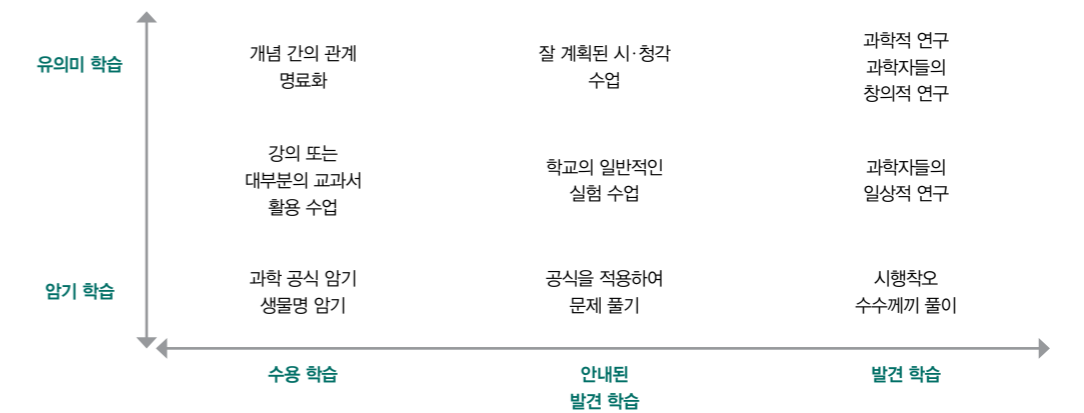 유의미 학습
개념 간의 관계
명료화
잘 계획된 시·청각
수업
과학적 연구
과학자들의
창의적 연구
강의 또는
대부분의 교과서
활용 수업
학교의 일반적인
실험 수업
과학자들의
일상적 연구
암기 학습
과학 공식 암기
생물명 암기
공식을 적용하여
문제 풀기
시행착오
수수께끼 풀이
수용 학습
안내된
발견 학습
발견 학습